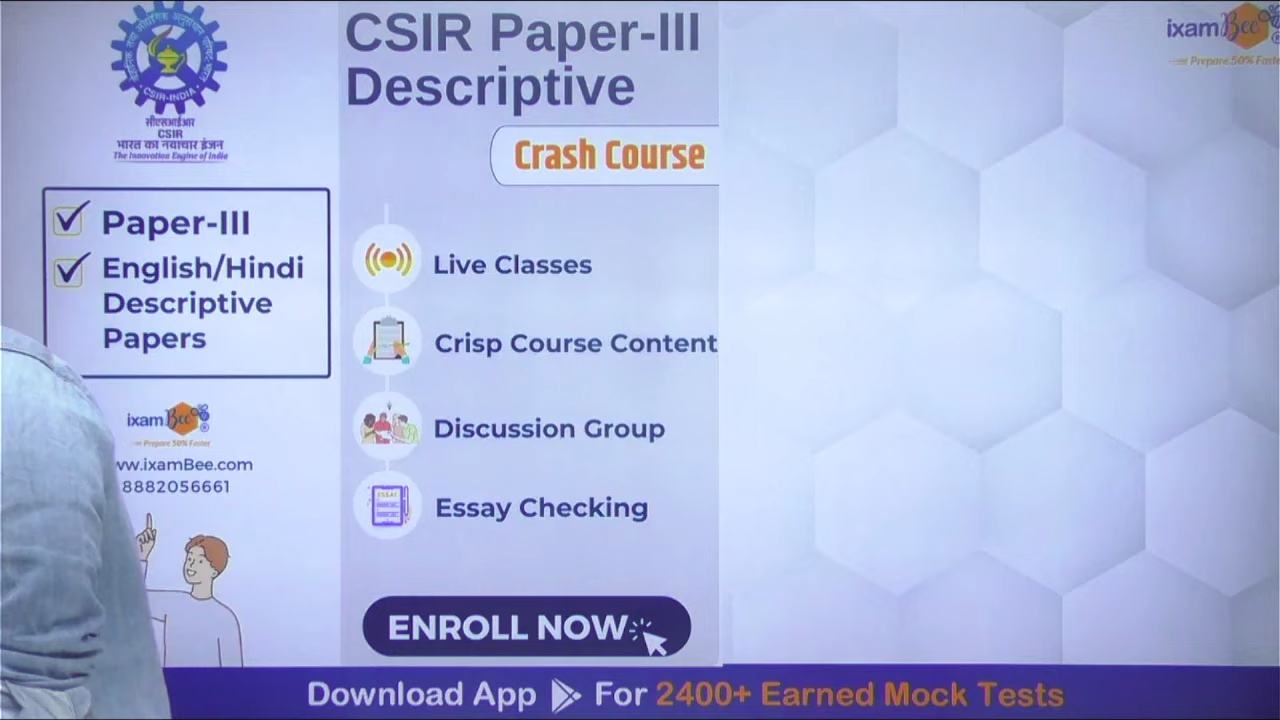 CSIR-INDIA
सीएसआईआर
CSIR
भारत का नवाचार इंजन
The Innovation Engine of India
Paper-III
English/Hindi
Descriptive
Papers
ixamBee
Prepare 50% Faster
ww.ixamBee.com
8882056661
CSIR Paper-III
Descriptive
Crash Course
Live Classes
Crisp Course Content
Discussion Group
ESSAY
Essay Checking
ENROLL NOW
ixamBee
Prepare 50% Faste
Download App For 2400+ Earned Mock Tests